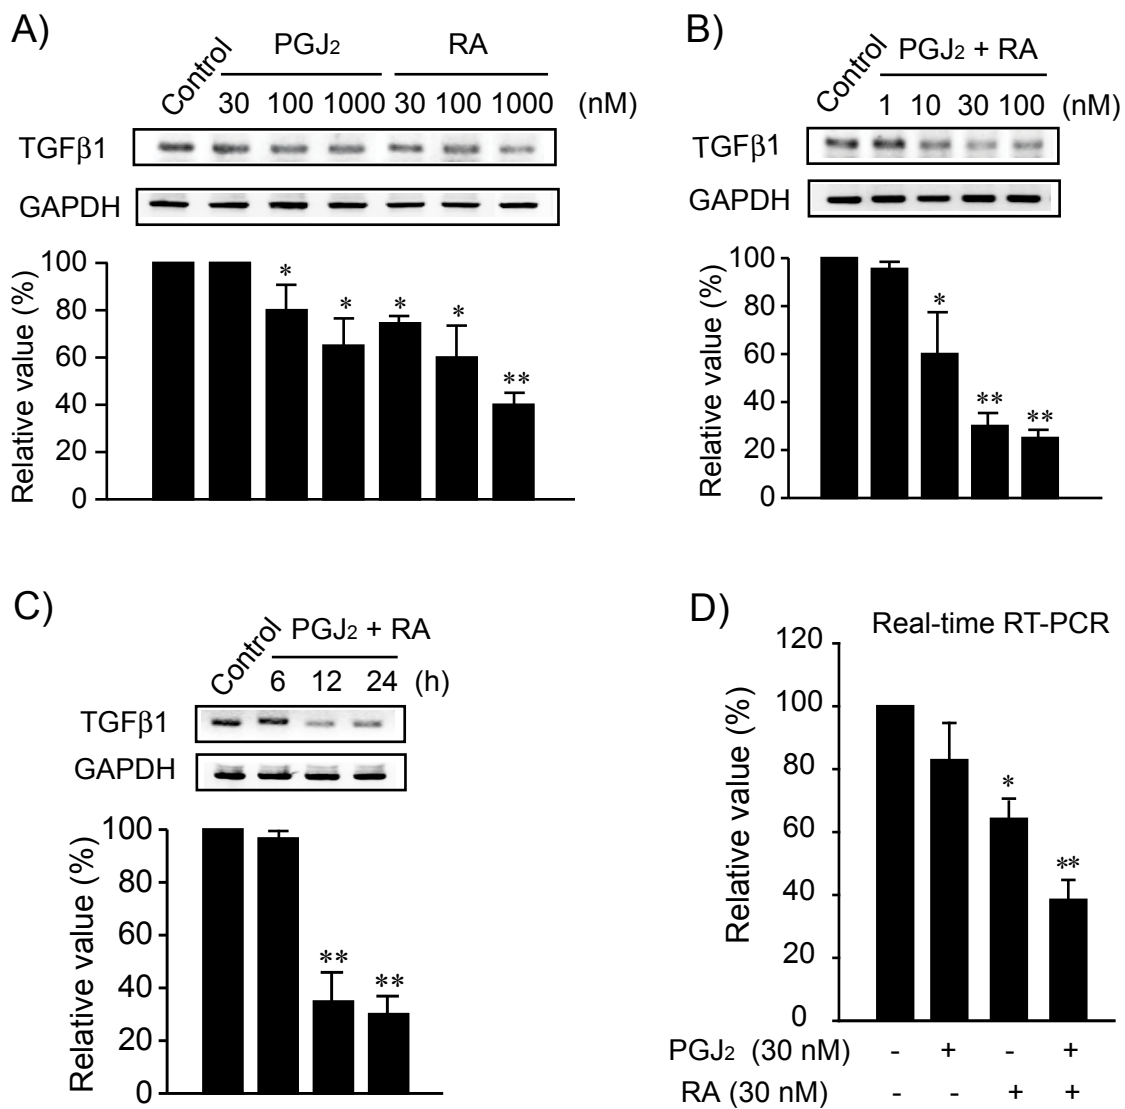 A)
Control
PGJ2
RA
30 100 1000 30 100 1000 (nM)
TGFβ1
GAPDH
Relative value (%)
100
80
60
40
20
0
* * * * **
B)
Control
PGJ2 + RA
1 10 30 100 (nM)
TGFβ1
GAPDH
Relative value (%)
100
80
60
40
20
0
* ** **
C)
Control
PGJ2 + RA
6 12 24 (h)
TGFβ1
GAPDH
Relative value (%)
100
80
60
40
20
0
** **
D)
Real-time RT-PCR
Relative value (%)
120
100
80
60
40
20
0
* **
PGJ2 (30 nM) - + - +
RA (30 nM) - - + +